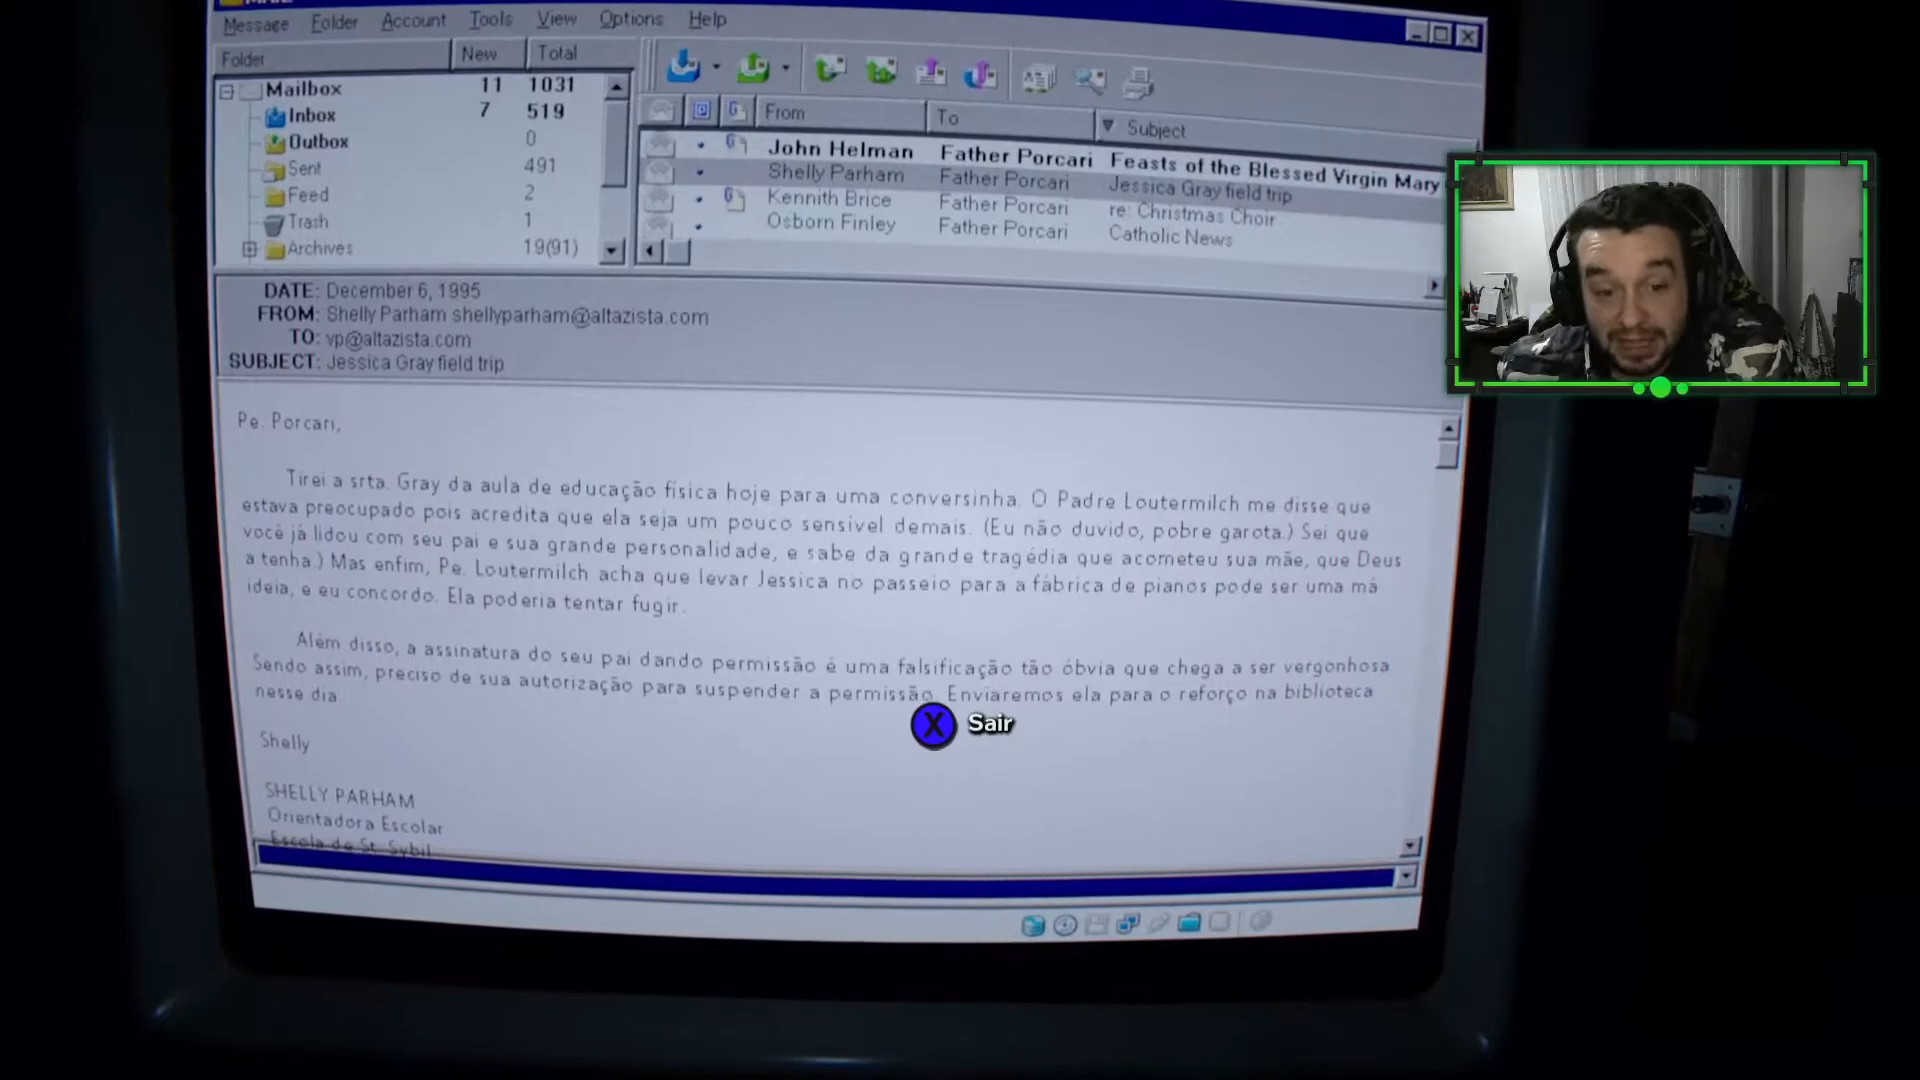 Message Folder Account Tools View Options Help
Folder New Total
Mailbox 11 1031
Inbox 7 519
Outbox 0
Sent 491
Feed 2
Trash 1
Archives 19(91)
From To Subject
John Helman Father Porcari Feasts of the Blessed Virgin Mary
Shelly Parham Father Porcari Jessica Gray field trip
Kennith Brice Father Porcari re: Christmas Choir
Osborn Finley Father Porcari Catholic News
DATE: December 6, 1995
FROM: Shelly Parham shellyparham@altazista.com
TO: vp@altazista.com
SUBJECT: Jessica Gray field trip
Pe. Porcari,
Tirei a srta. Gray da aula de educação física hoje para uma conversinha. O Padre Loutermilch me disse que
estava preocupado pois acredita que ela seja um pouco sensível demais. (Eu não duvido, pobre garota.) Sei que
você já lidou com seu pai e sua grande personalidade, e sabe da grande tragédia que acometeu sua mãe, que Deus
a tenha.) Mas enfim, Pe. Loutermilch acha que levar Jessica no passeio para a fábrica de pianos pode ser uma má
ideia, e eu concordo. Ela poderia tentar fugir.
Além disso, a assinatura do seu pai dando permissão é uma falsificação tão óbvia que chega a ser vergonhosa
Sendo assim, preciso de sua autorização para suspender a permissão. Enviaremos ela para o reforço na biblioteca
nesse dia
X Sair
Shelly
SHELLY PARHAM
Orientadora Escolar
Escola de St. Sybil